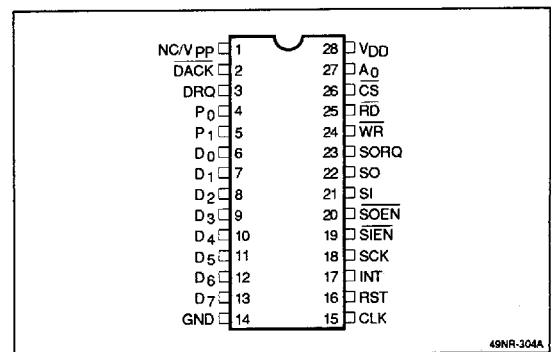 NC/VPP 1 28 VDD
DACK 2 27 A0
DRQ 3 26 CS
P0 4 25 RD
P1 5 24 WR
D0 6 23 SORQ
D1 7 22 SO
D2 8 21 SI
D3 9 20 SOEN
D4 10 19 SIEN
D5 11 18 SCK
D6 12 17 INT
D7 13 16 RST
GND 14 15 CLK
49NR-304A